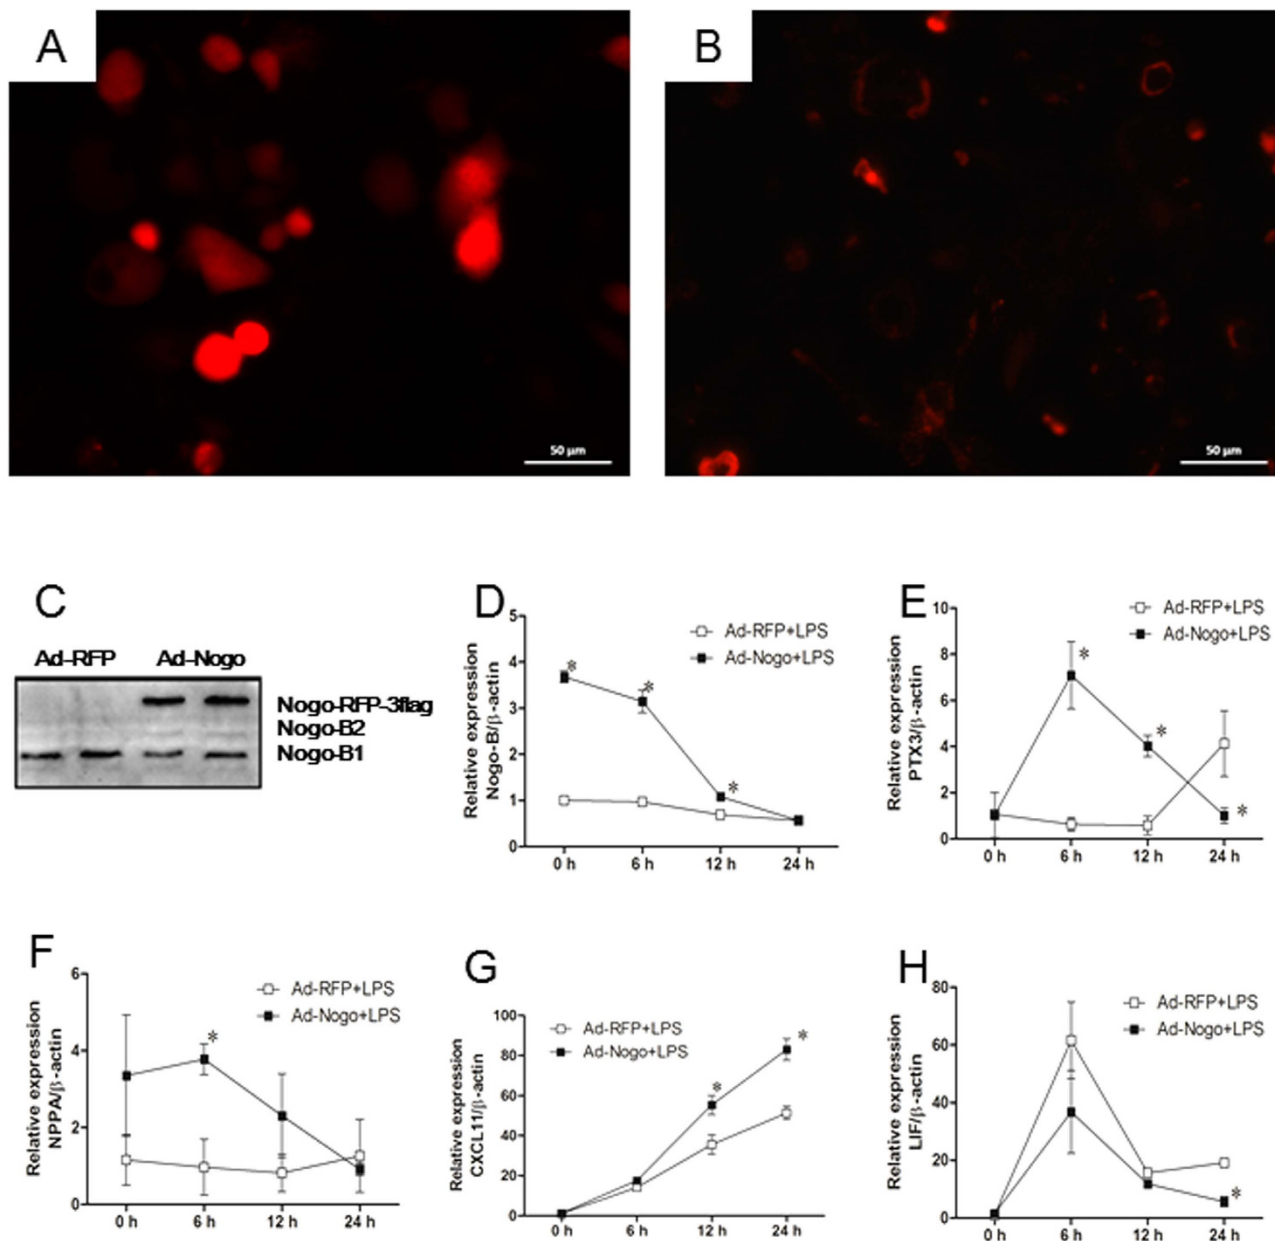 A
B
50 µm
50 µm
C
Ad-RFP Ad-Nogo
Nogo-RFP-3flag
Nogo-B2
Nogo-B1
D
Relative expression
Nogo-B/β-actin
5
4
3
2
1
0
Ad-RFP+LPS
Ad-Nogo+LPS
*
*
*
0 h 6 h 12 h 24 h
E
Relative expression
PTX3/β-actin
10
8
6
4
2
0
Ad-RFP+LPS
Ad-Nogo+LPS
*
*
*
0 h 6 h 12 h 24 h
F
Relative expression
NPPA/β-actin
6
4
2
0
Ad-RFP+LPS
Ad-Nogo+LPS
*
0 h 6 h 12 h 24 h
G
Relative expression
CXCL11/β-actin
100
80
60
40
20
0
Ad-RFP+LPS
Ad-Nogo+LPS
*
*
0 h 6 h 12 h 24 h
H
Relative expression
LIF/β-actin
80
60
40
20
0
Ad-RFP+LPS
Ad-Nogo+LPS
*
0 h 6 h 12 h 24 h